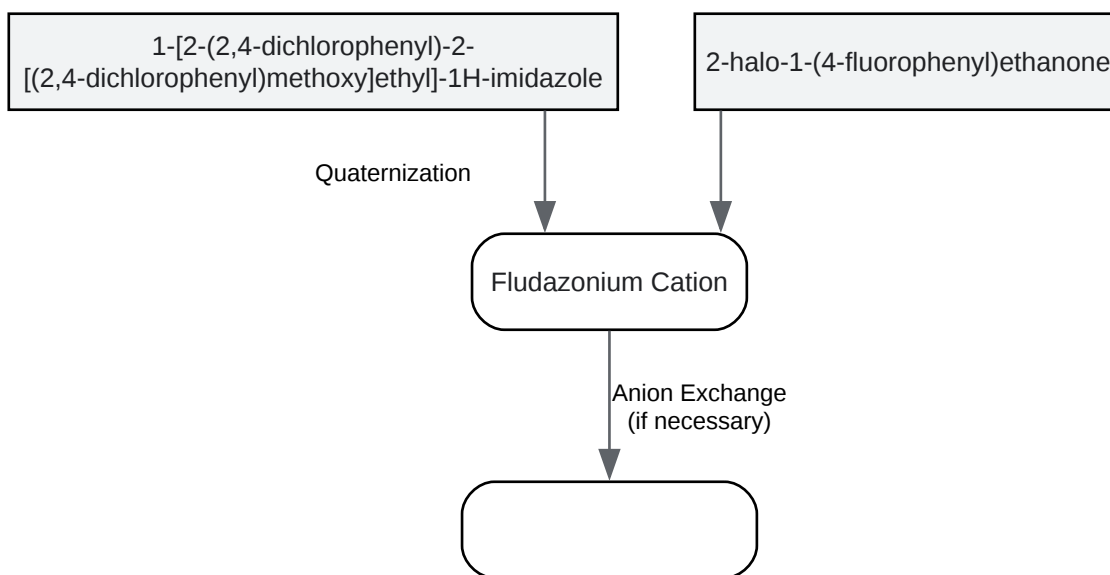 1-[2-(2,4-dichlorophenyl)-2-
[(2,4-dichlorophenyl)methoxy]ethyl]-1H-imidazole
2-halo-1-(4-fluorophenyl)ethanone
Quaternization
Fludazonium Cation
Anion Exchange
(if necessary)